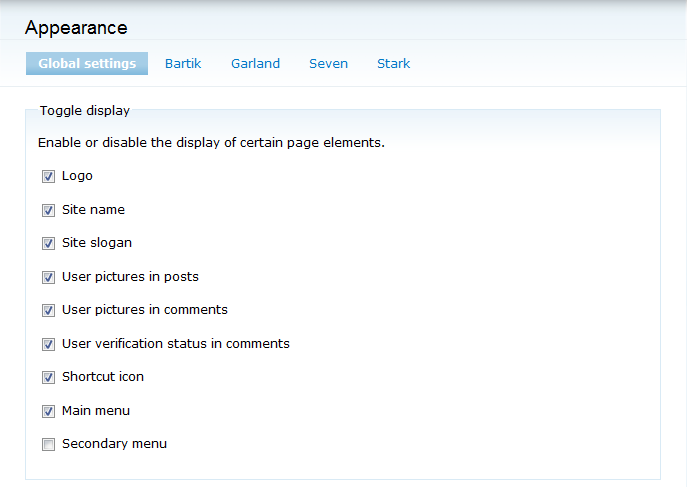 Appearance
Global settings Bartik Garland Seven Stark
Toggle display
Enable or disable the display of certain page elements.
Logo
Site name
Site slogan
User pictures in posts
User pictures in comments
User verification status in comments
Shortcut icon
Main menu
Secondary menu